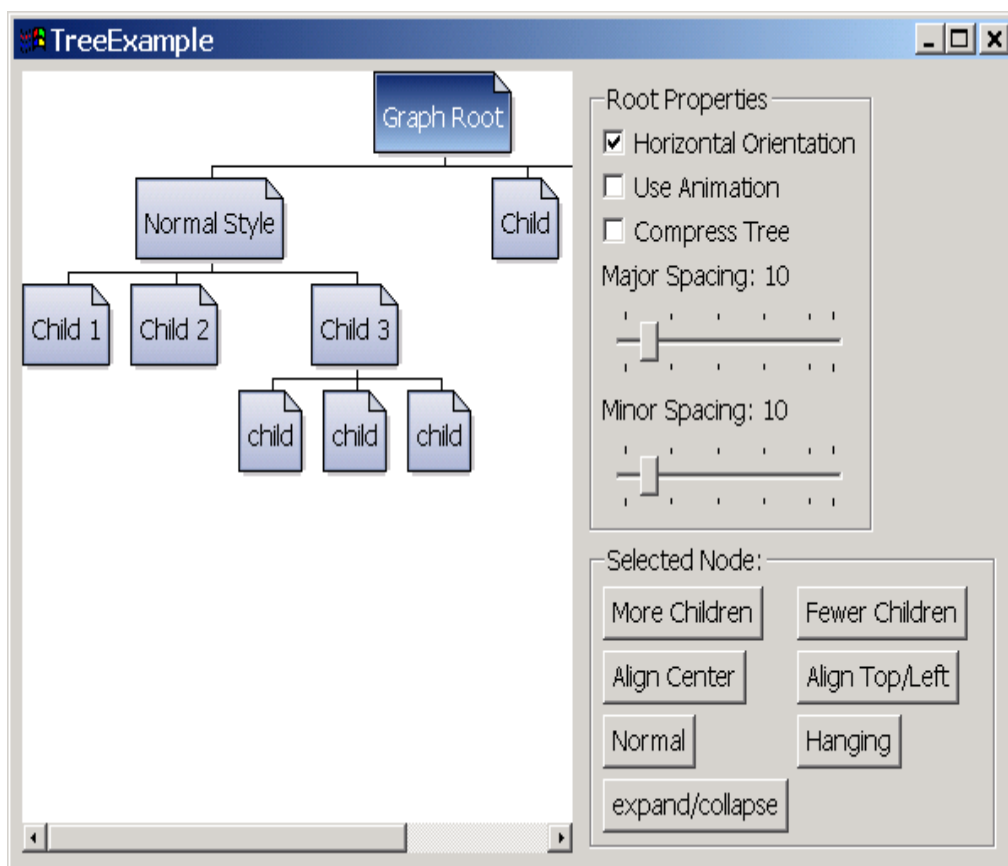 TreeExample
Graph Root
Normal Style
Child
Child 1
Child 2
Child 3
child
child
child
Root Properties
Horizontal Orientation
Use Animation
Compress Tree
Major Spacing: 10
Minor Spacing: 10
Selected Node:
More Children
Fewer Children
Align Center
Align Top/Left
Normal
Hanging
expand/collapse